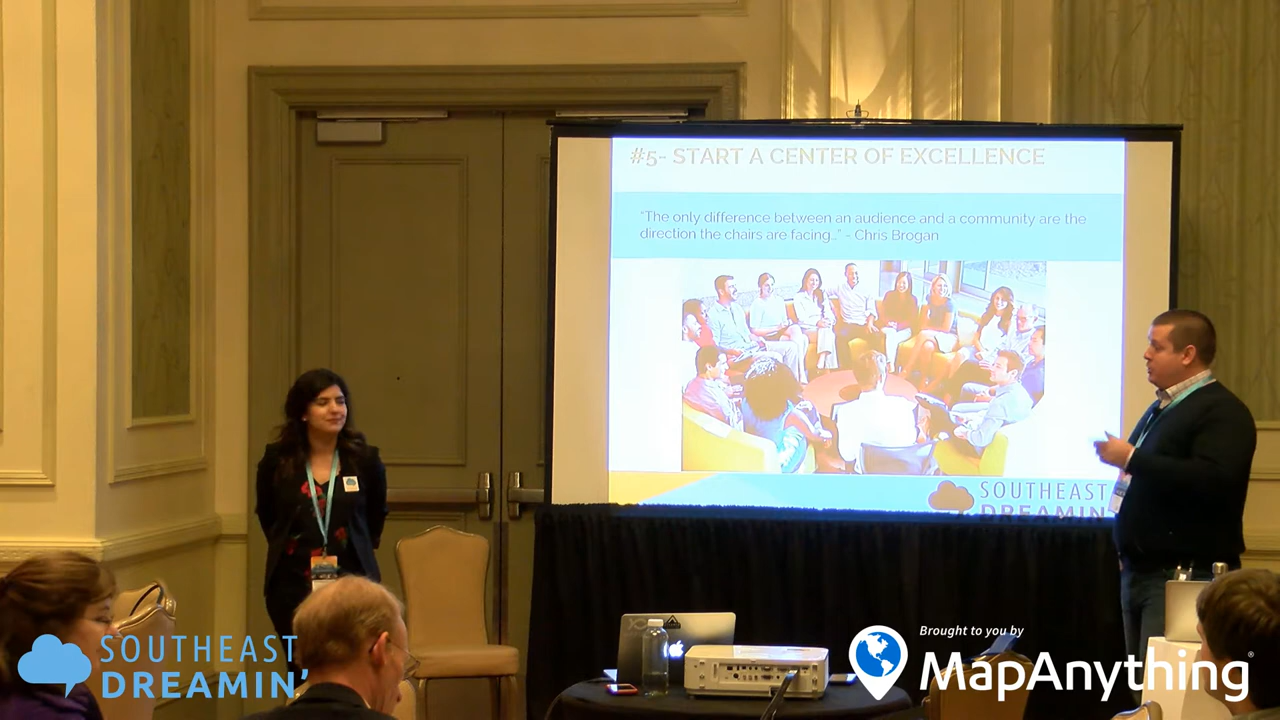 #5- START A CENTER OF EXCELLENCE
"The only difference between an audience and a community are the
direction the chairs are facing..." - Chris Brogan
SOUTHEAST
DREAMIN'
SOUTHEAST
DREAMIN'
Brought to you by
MapAnything®